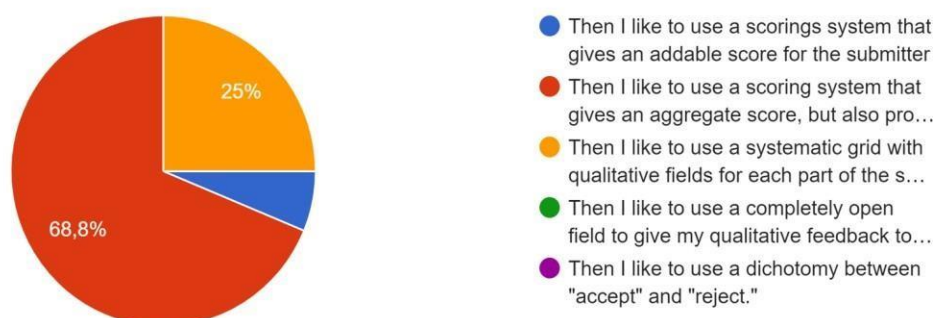 25%
68,8%
Then I like to use a scorings system that
gives an addable score for the submitter
Then I like to use a scoring system that
gives an aggregate score, but also pro...
Then I like to use a systematic grid with
qualitative fields for each part of the s...
Then I like to use a completely open
field to give my qualitative feedback to...
Then I like to use a dichotomy between
"accept" and "reject."